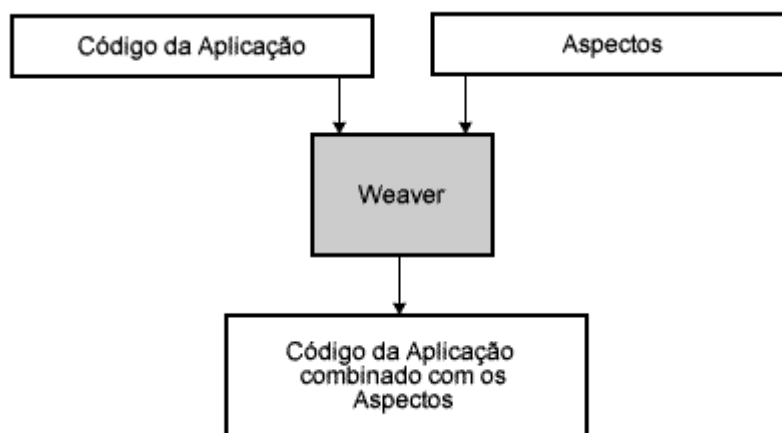 Código da Aplicação
Aspectos
Weaver
Código da Aplicação
combinado com os
Aspectos